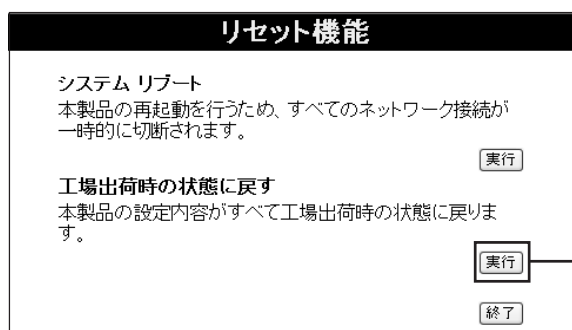 リセット機能
システム リブート
本製品の再起動を行うため、すべてのネットワーク接続が
一時的に切断されます。
実行
工場出荷時の状態に戻す
本製品の設定内容がすべて工場出荷時の状態に戻りま
す。
実行
終了